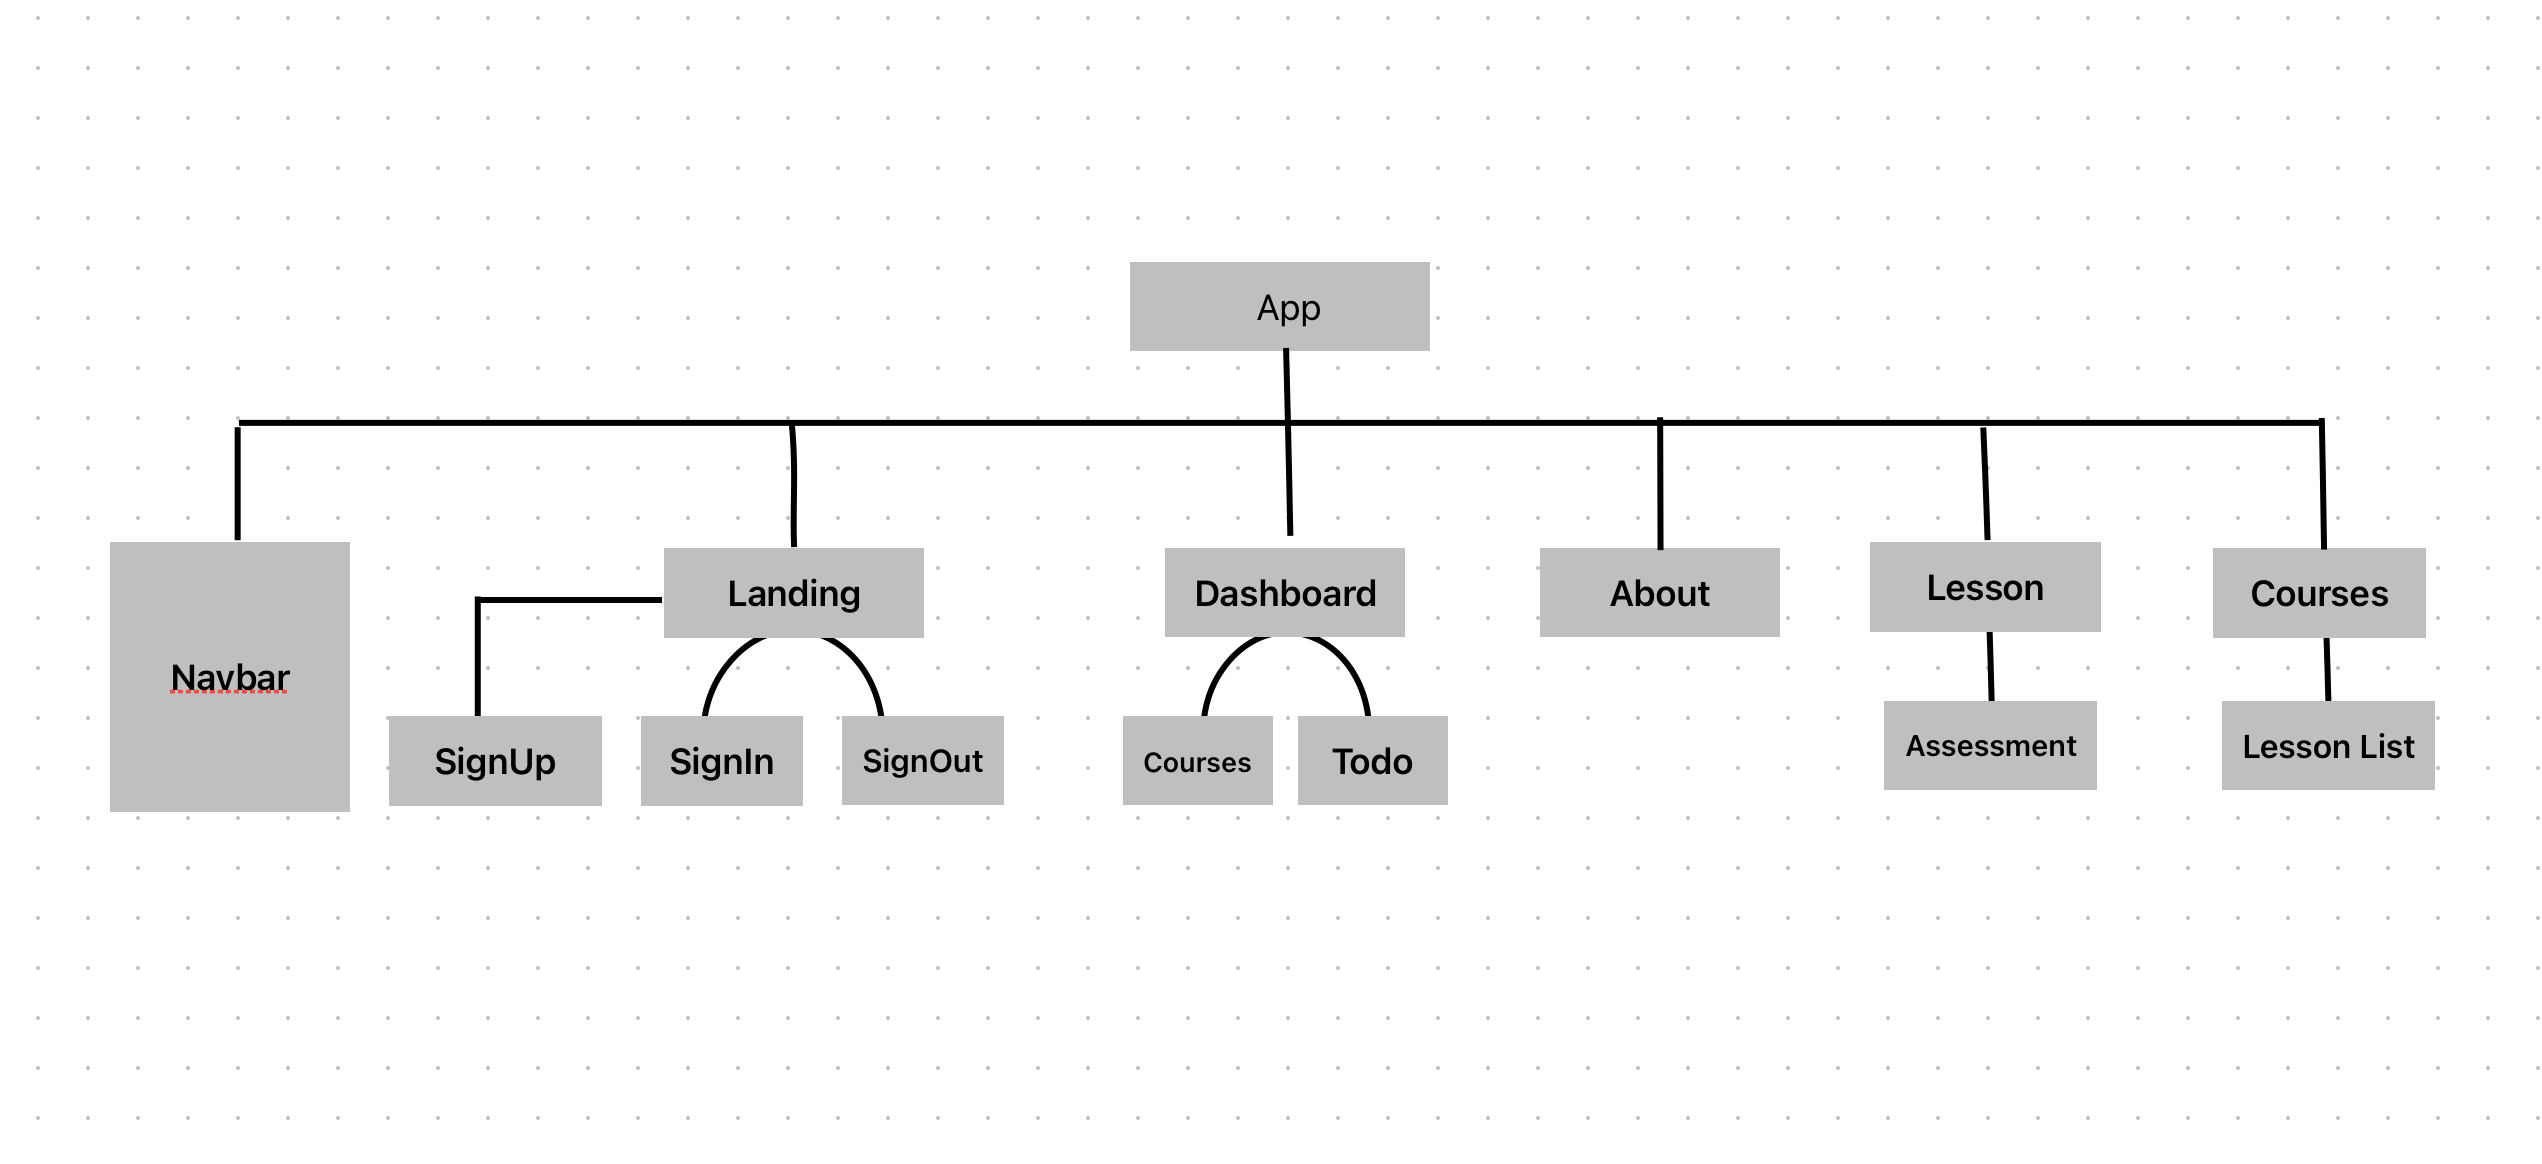 App
Navbar
Landing
Dashboard
About
Lesson
Courses
SignUp
SignIn
SignOut
Courses
Todo
Assessment
Lesson List